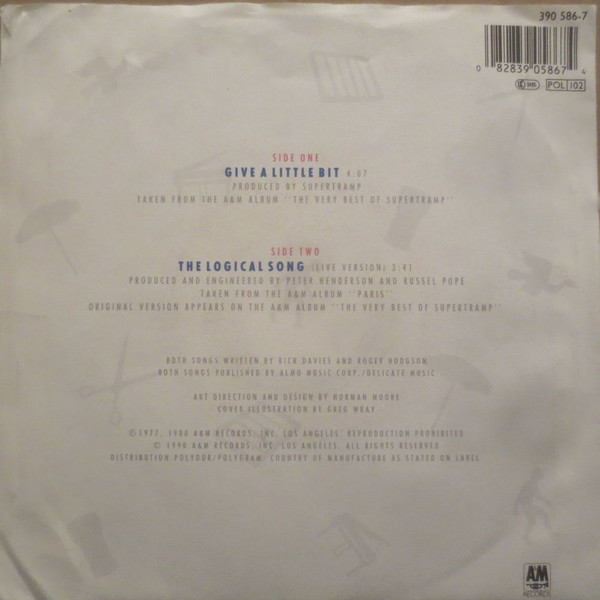 390 586-7
0 82839 05867 4
POL 102
SIDE ONE
GIVE A LITTLE BIT 4:07
PRODUCED BY SUPERTRAMP
TAKEN FROM THE A&M ALBUM "THE VERY BEST OF SUPERTRAMP"
SIDE TWO
THE LOGICAL SONG (LIVE VERSION) 3:41
PRODUCED AND ENGINEERED BY PETER HENDERSON AND RUSSEL POPE
TAKEN FROM THE A&M ALBUM "PARIS"
ORIGINAL VERSION APPEARS ON THE A&M ALBUM "THE VERY BEST OF SUPERTRAMP"
BOTH SONGS WRITTEN BY RICK DAVIES AND ROGER HODGSON
BOTH SONGS PUBLISHED BY ALMO MUSIC CORP./DELICATE MUSIC
ART DIRECTION AND DESIGN BY NORMAN MOORE
COVER ILLUSTRATION BY GREG WRAY
© 1977, 1980 A&M RECORDS, INC. LOS ANGELES. REPRODUCTION PROHIBITED
© 1990 A&M RECORDS, INC. LOS ANGELES. ALL RIGHTS RESERVED
DISTRIBUTION POLYDOR/POLYGRAM. COUNTRY OF MANUFACTURE AS STATED ON LABEL
A&M
RECORDS